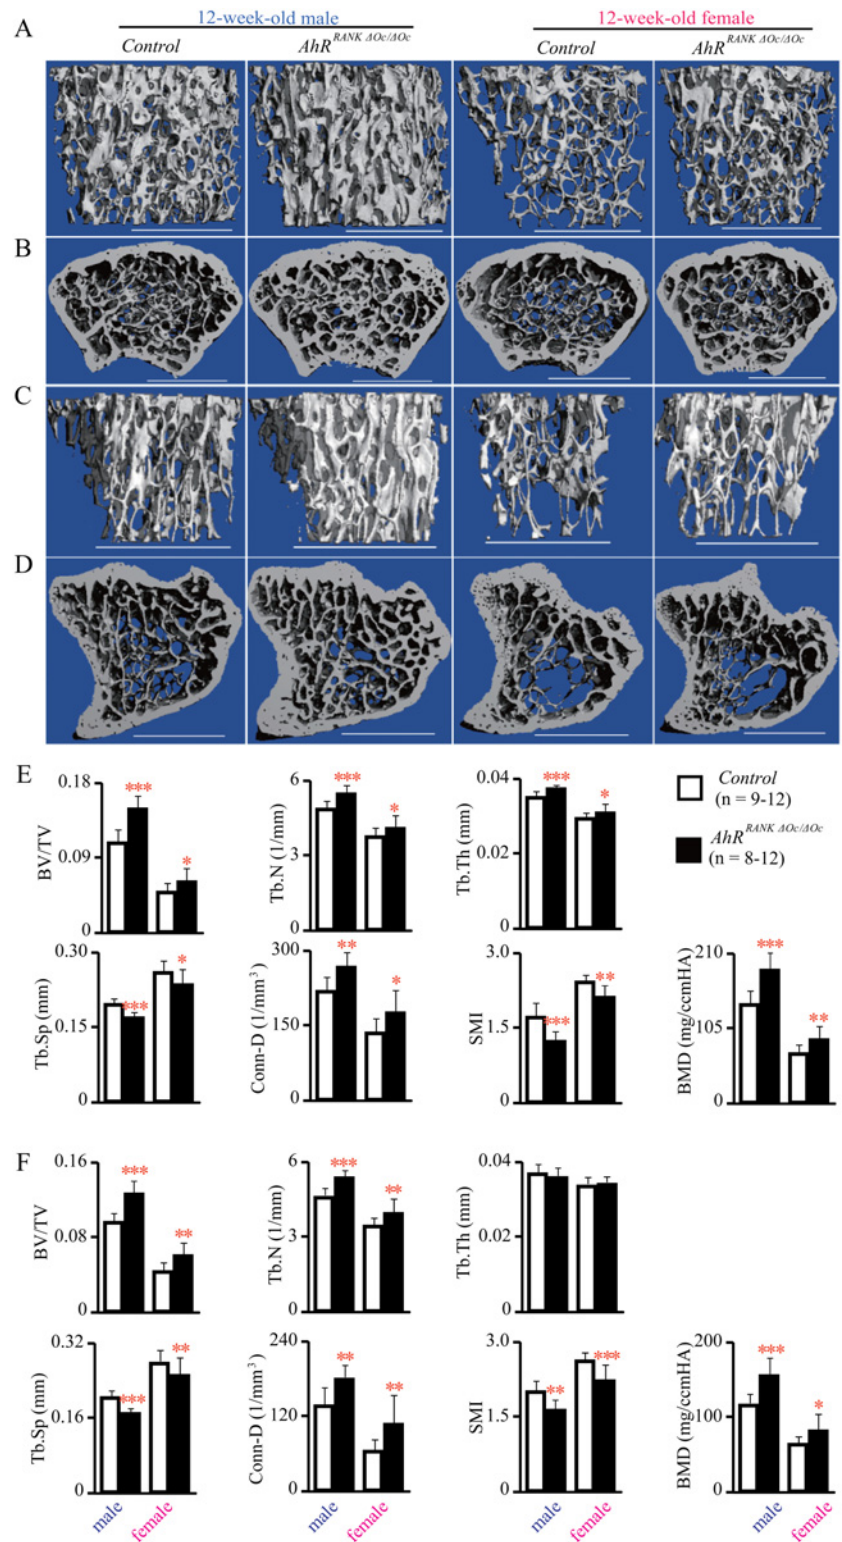 A
12-week-old male
12-week-old female
Control
AhR^RANK ΔOc/ΔOc
Control
AhR^RANK ΔOc/ΔOc
B
C
D
E
BV/TV
0.18
0.09
0
***
*
Tb.N (1/mm)
6
3
0
***
*
Tb.Th (mm)
0.04
0.02
0
***
*
Control
(n = 9-12)
AhR^RANK ΔOc/ΔOc
(n = 8-12)
Tb.Sp (mm)
0.30
0.15
0
***
*
Conn-D (1/mm³)
300
150
0
**
*
SMI
3.0
1.5
0
***
**
BMD (mg/ccmHA)
210
105
0
***
**
F
BV/TV
0.16
0.08
0
***
**
Tb.N (1/mm)
6
3
0
***
**
Tb.Th (mm)
0.04
0.02
0
Tb.Sp (mm)
0.32
0.16
0
***
**
Conn-D (1/mm³)
240
120
0
**
**
SMI
3.0
1.5
0
**
***
BMD (mg/ccmHA)
200
100
0
***
*
male
female
male
female
male
female
male
female